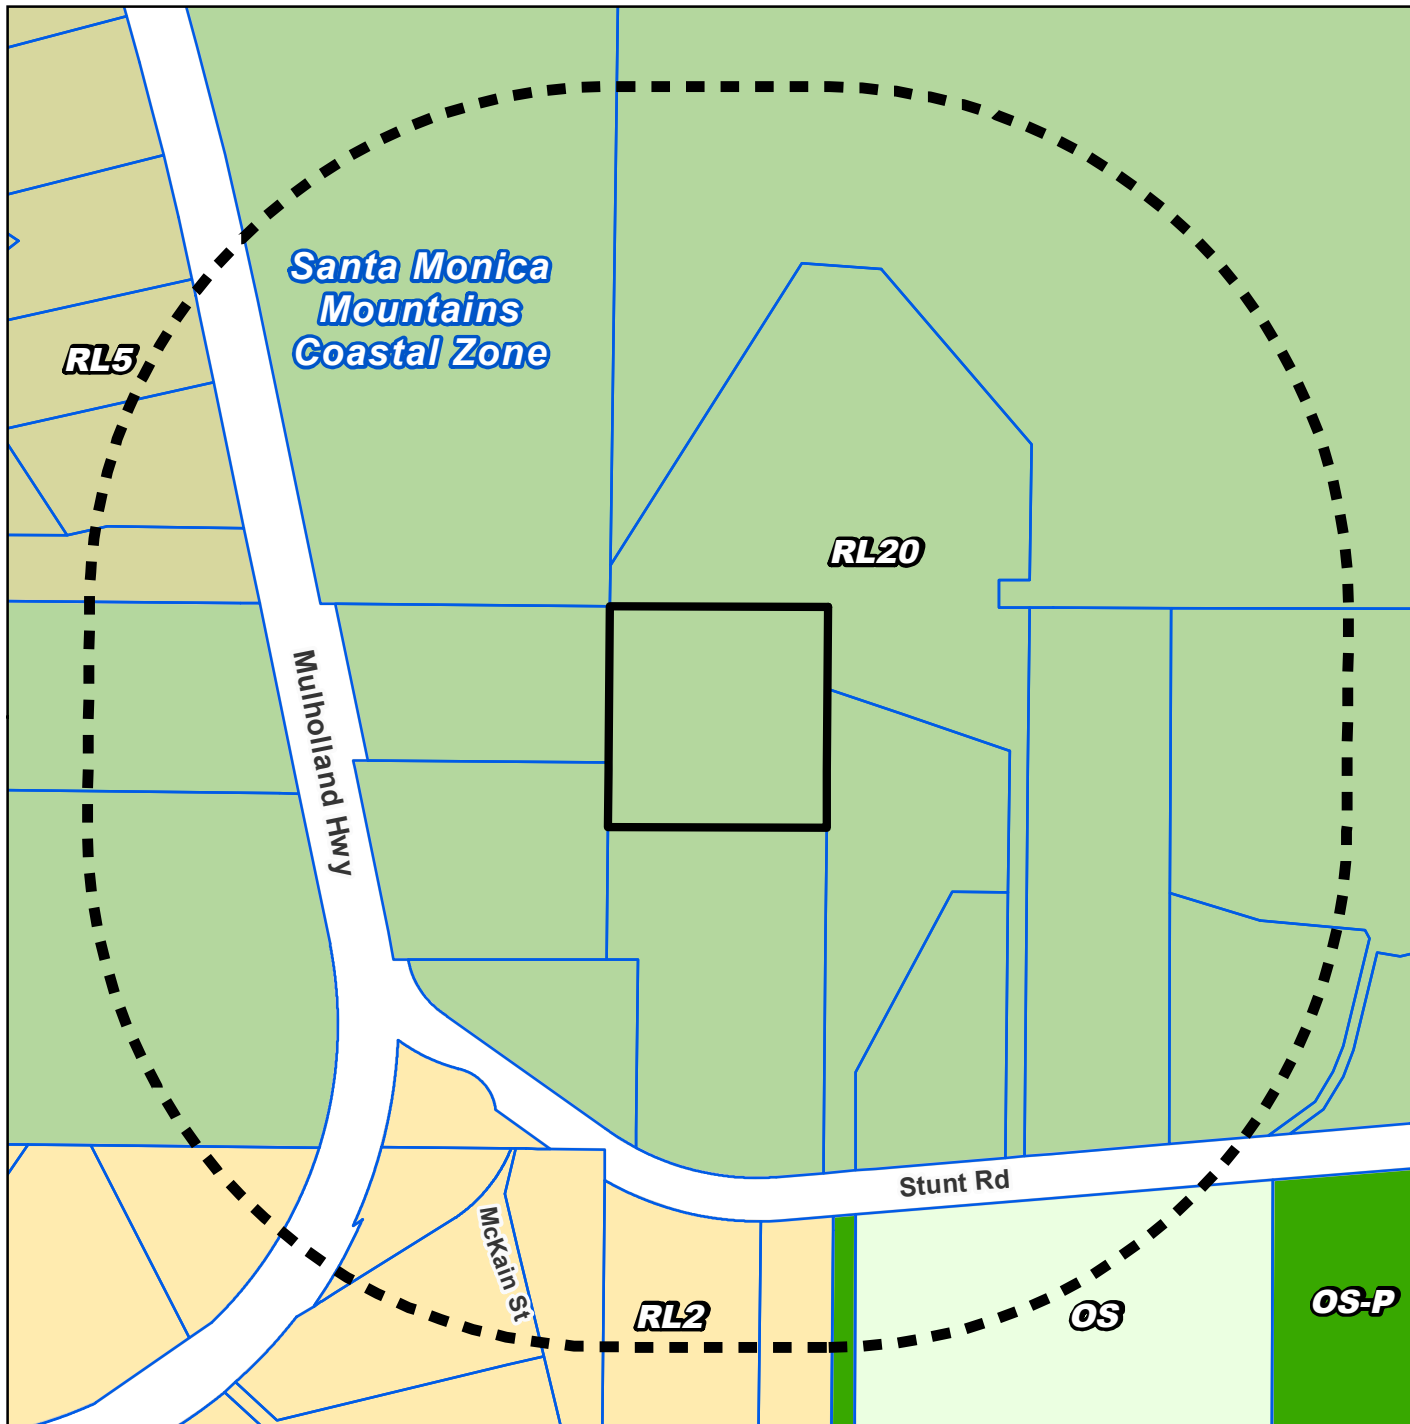 Santa Monica
Mountains
Coastal Zone
RL5
RL20
Mulholland Hwy
Stunt Rd
McKain St
RL2
OS
OS-P